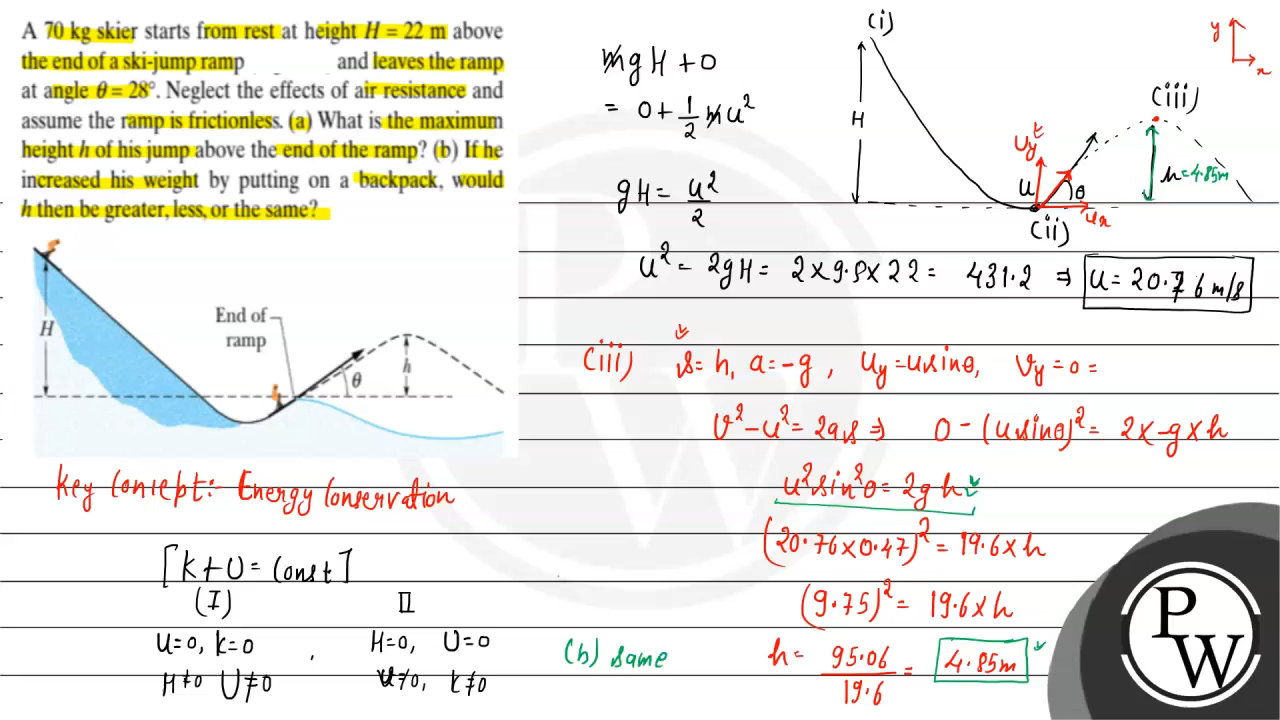 A 70 kg skier starts from rest at height H = 22 m above
the end of a ski-jump ramp and leaves the ramp
at angle θ = 28°. Neglect the effects of air resistance and
assume the ramp is frictionless. (a) What is the maximum
height h of his jump above the end of the ramp? (b) If he
increased his weight by putting on a backpack, would
h then be greater, less, or the same?
H
End of
ramp
θ
h
Key Concept:- Energy Conservation
[K+U = Const]
(I) II
U=0, K=0 , H=0, U=0
H≠0 U≠0 u≠0, K≠0
mgH + 0
= 0 + 1/2 mu²
gH = u²/2
u² = 2gH = 2×9.8×22 = 431.2 ⇒ u = 20.76 m/s
(i)
H
y
x
(iii)
uy
u
θ
ux
h=4.85m
(ii)
(iii) s=h, a=-g, uy=usinθ, vy=0=
v²-u²=2as ⇒ 0-(usinθ)²= 2×-g×h
u²sin²θ = 2gh
(20.76×0.47)² = 19.6×h
(9.75)² = 19.6×h
(b) same
h = 95.06/19.6 = 4.85m
P
W